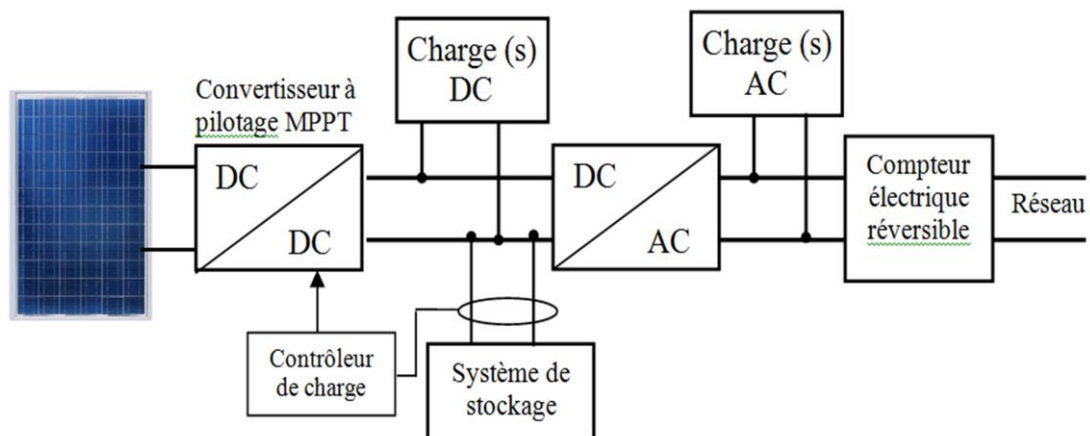 Charge (s)
DC
Charge (s)
AC
Convertisseur à
pilotage MPPT
DC
DC
DC
AC
Compteur
électrique
réversible
Réseau
Contrôleur
de charge
Système de
stockage